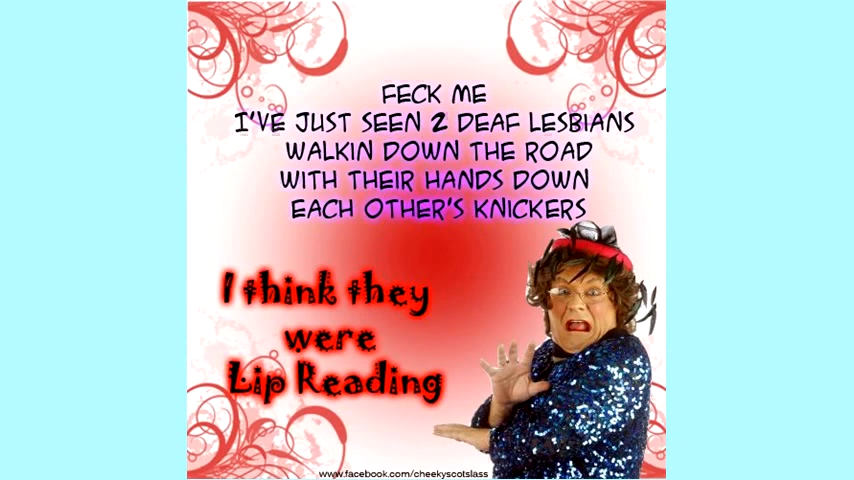 FECK ME
I'VE JUST SEEN 2 DEAF LESBIANS
WALKIN DOWN THE ROAD
WITH THEIR HANDS DOWN
EACH OTHER'S KNICKERS
I think they
were
Lip Reading
www.facebook.com/cheekyscotslass